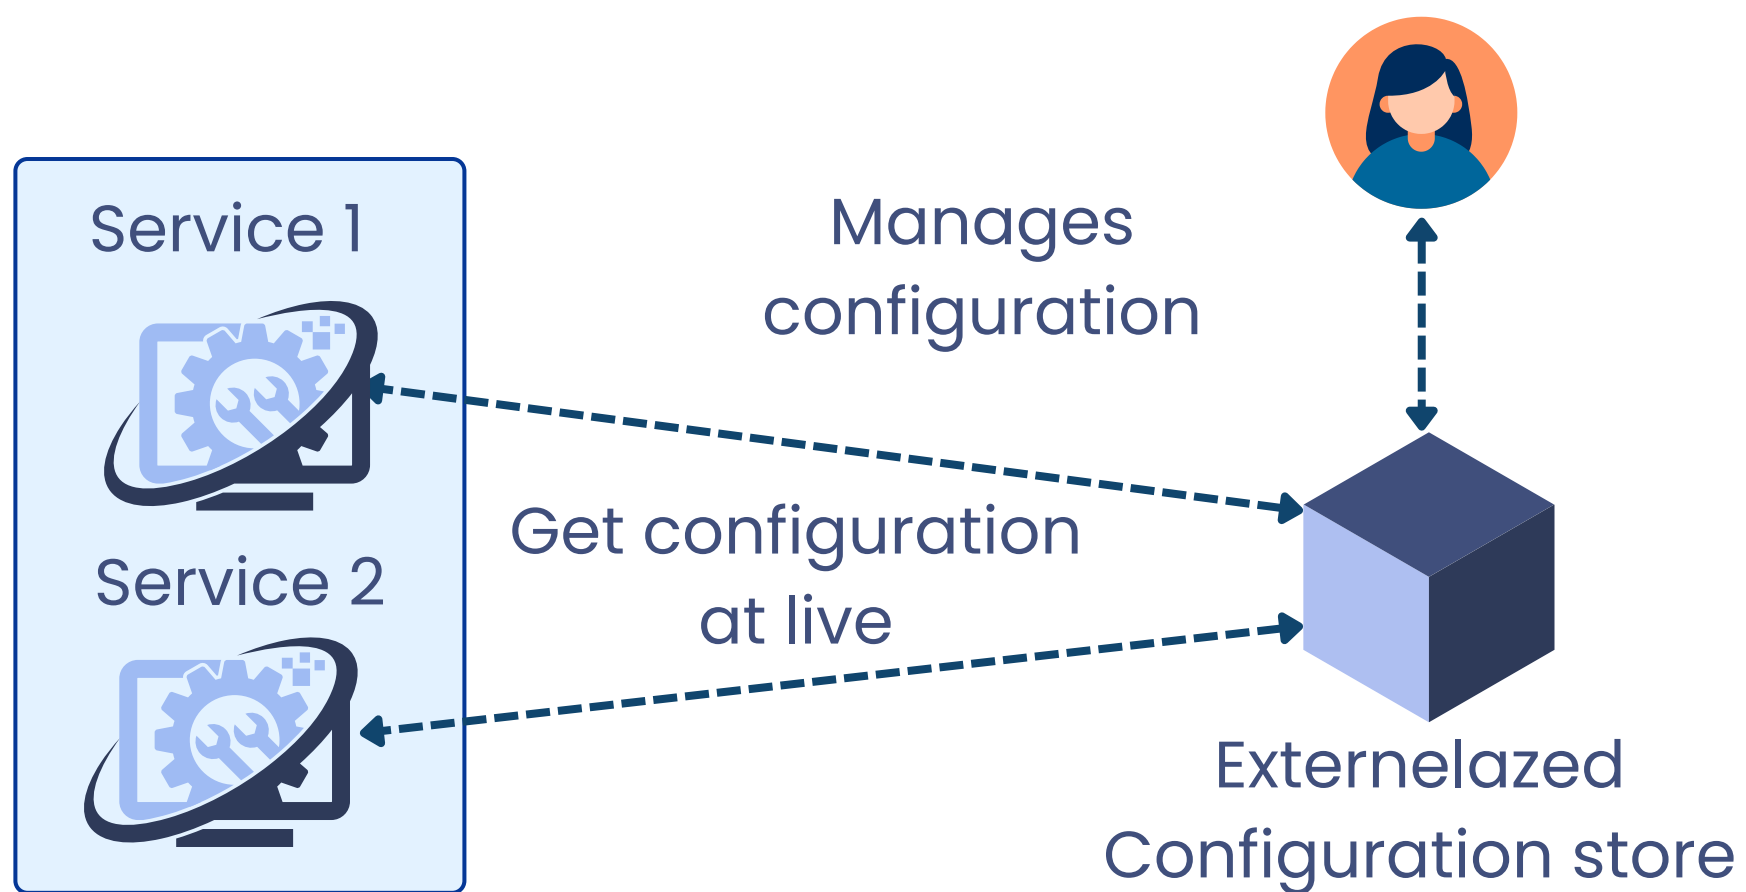 Service 1
Manages
configuration
Get configuration
at live
Service 2
Externelazed
Configuration store